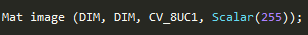 Mat image (DIM, DIM, CV_8UC1, Scalar(255));